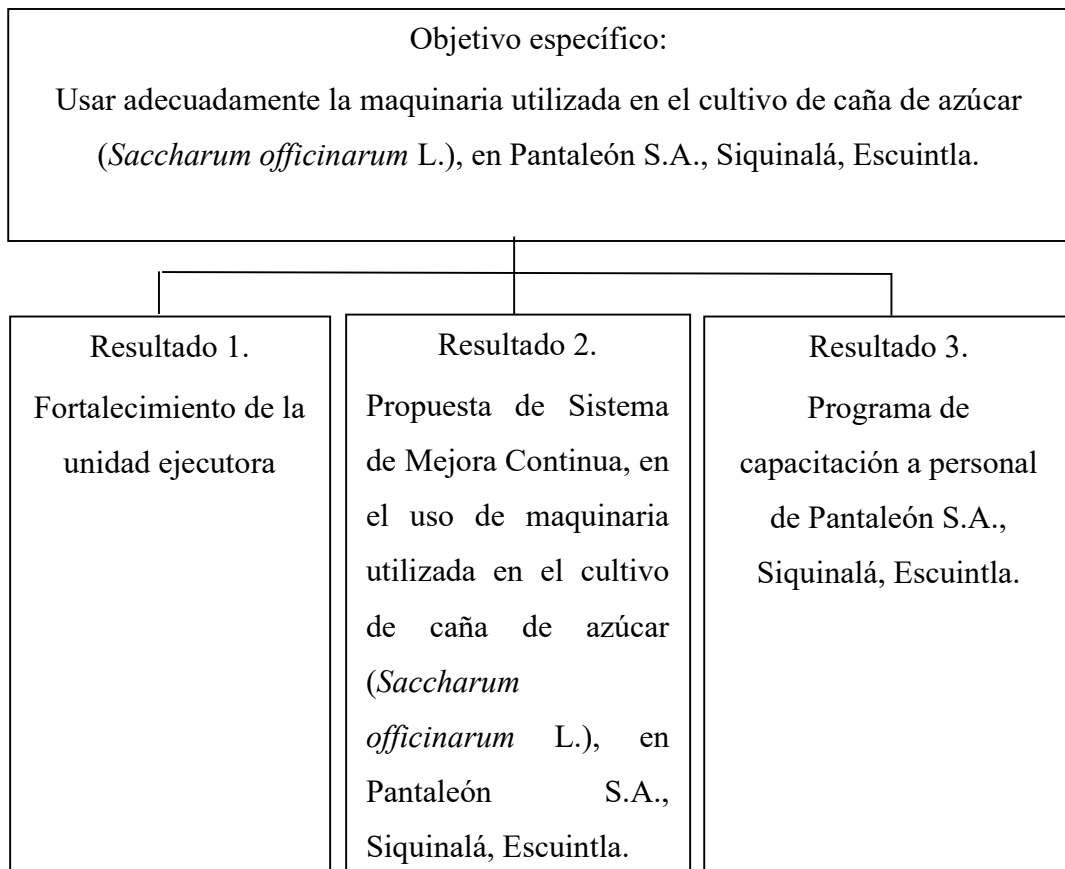 Objetivo específico:
Usar adecuadamente la maquinaria utilizada en el cultivo de caña de azúcar
(Saccharum officinarum L.), en Pantaleón S.A., Siquinalá, Escuintla.
Resultado 1.
Fortalecimiento de la
unidad ejecutora
Resultado 2.
Propuesta de Sistema
de Mejora Continua, en
el uso de maquinaria
utilizada en el cultivo
de caña de azúcar
(Saccharum
officinarum L.), en
Pantaleón S.A.,
Siquinalá, Escuintla.
Resultado 3.
Programa de
capacitación a personal
de Pantaleón S.A.,
Siquinalá, Escuintla.